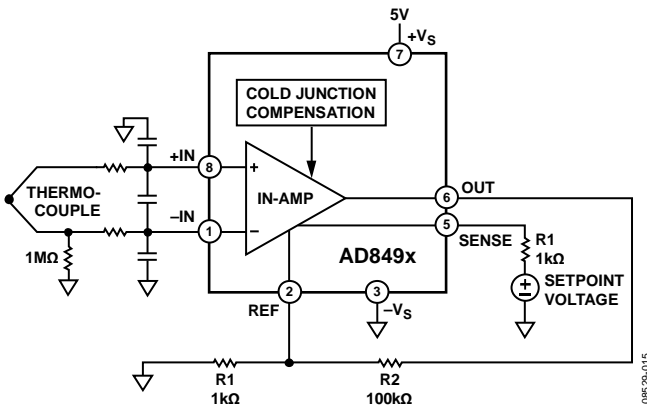 5V
+VS
7
COLD JUNCTION
COMPENSATION
+IN
8
+
THERMO-
COUPLE
IN-AMP
OUT
6
–IN
1
–
5
SENSE
R1
1kΩ
1MΩ
AD849x
SETPOINT
VOLTAGE
2
3
REF
–VS
R1
1kΩ
R2
100kΩ
08529-015